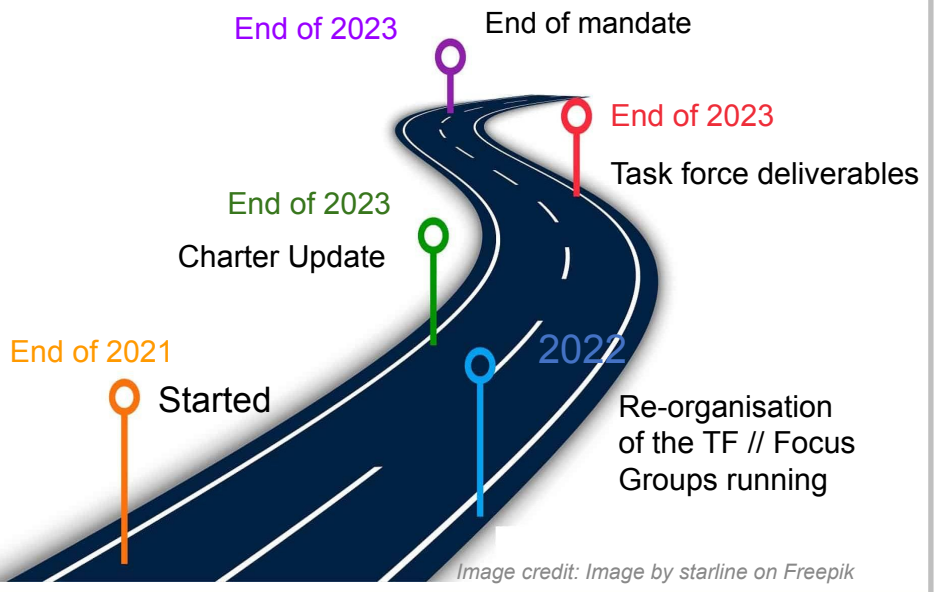 End of 2023
End of mandate
End of 2023
Task force deliverables
End of 2023
Charter Update
End of 2021
Started
2022
Re-organisation
of the TF // Focus
Groups running
Image credit: Image by starline on Freepik